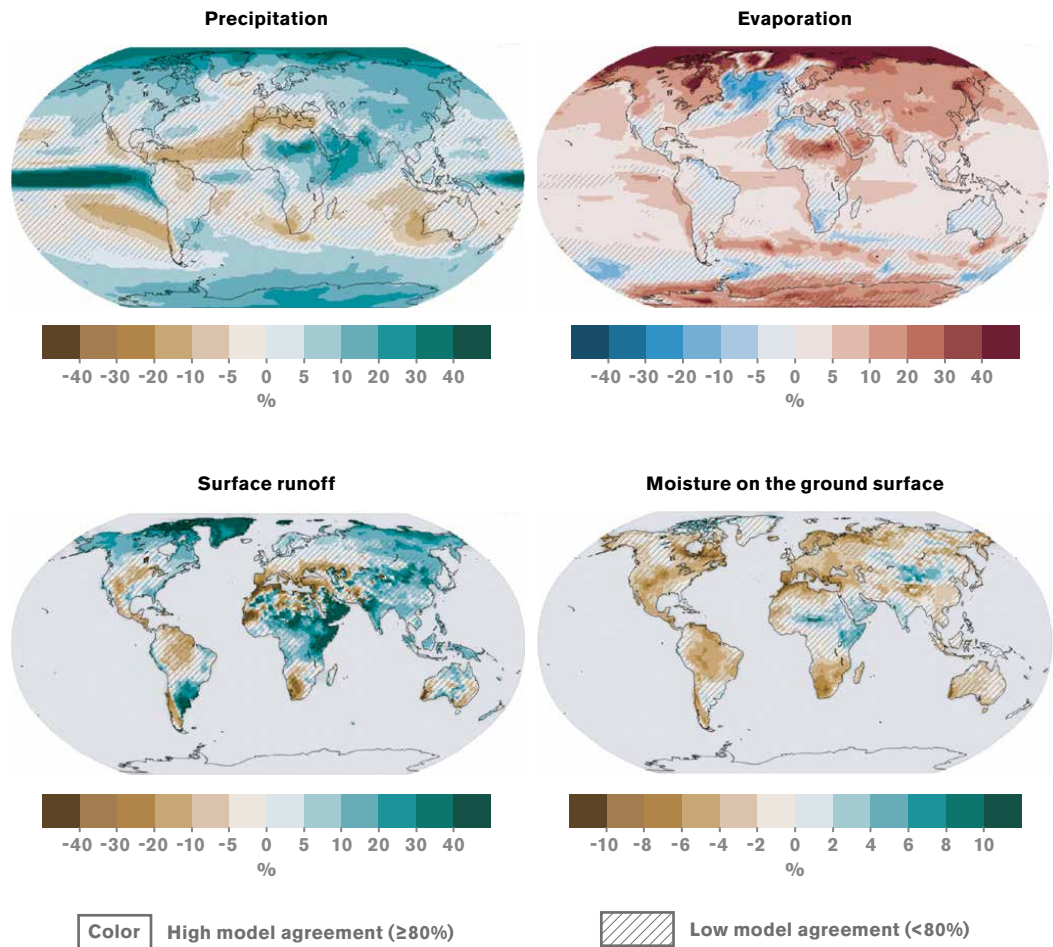 Precipitation
Evaporation
-40 -30 -20 -10 -5 0 5 10 20 30 40
%
-40 -30 -20 -10 -5 0 5 10 20 30 40
%
Surface runoff
Moisture on the ground surface
-40 -30 -20 -10 -5 0 5 10 20 30 40
%
-10 -8 -6 -4 -2 0 2 4 6 8 10
%
Color High model agreement (≥80%)
Low model agreement (<80%)